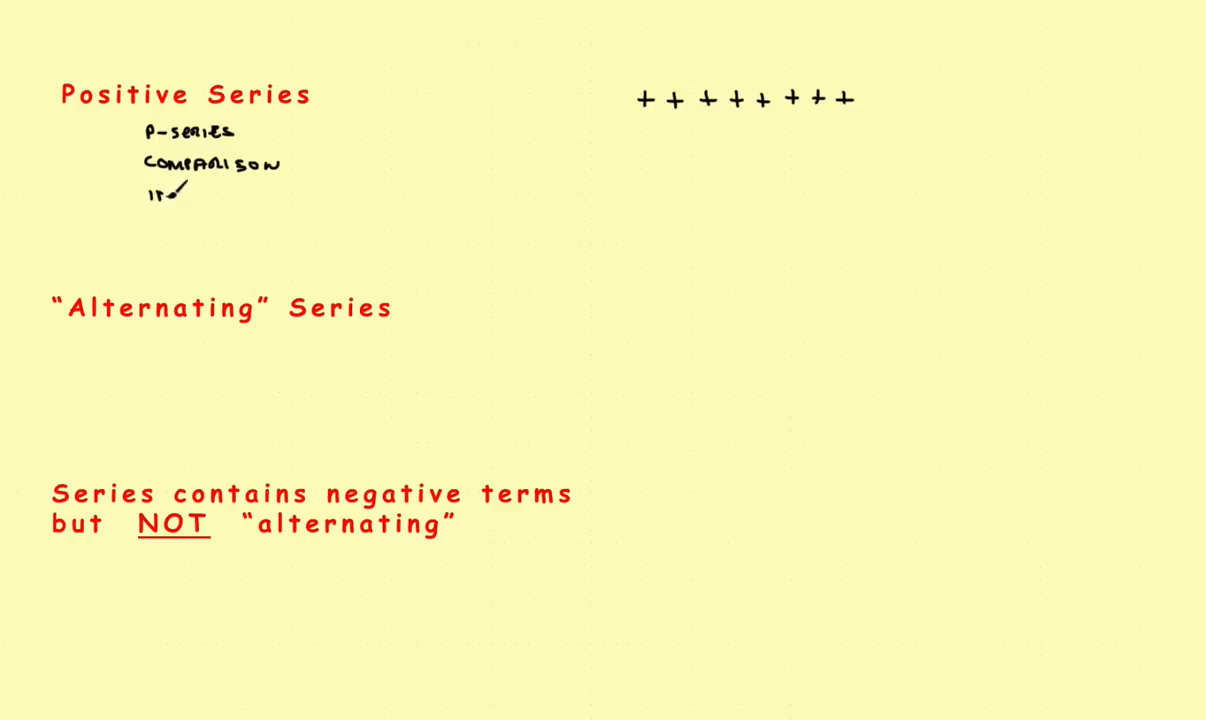 Positive Series
+ + + + + + + +
P-SERIES
COMPARISON
“Alternating” Series
Series contains negative terms
but NOT “alternating”